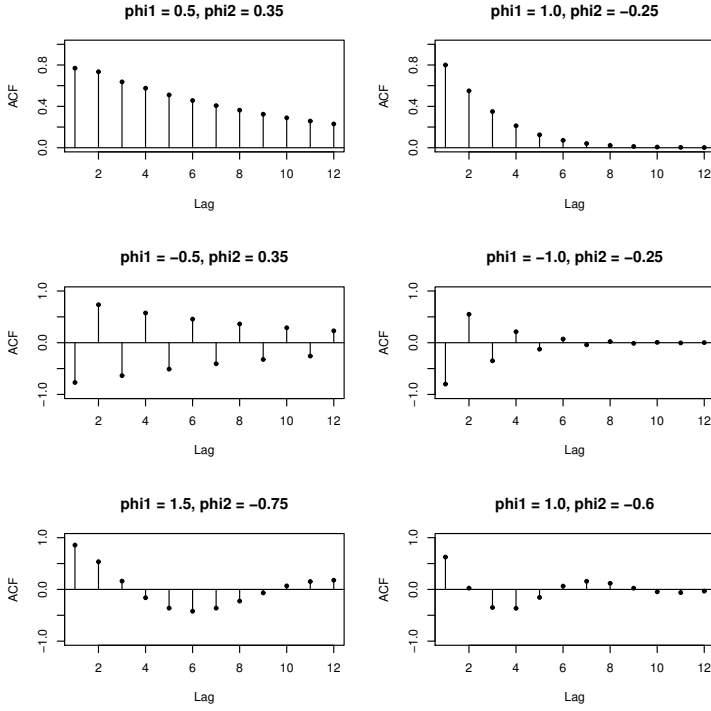 phi1 = 0.5, phi2 = 0.35
ACF
0.0 0.4 0.8
2 4 6 8 10 12
Lag
phi1 = 1.0, phi2 = −0.25
ACF
0.0 0.4 0.8
2 4 6 8 10 12
Lag
phi1 = −0.5, phi2 = 0.35
ACF
−1.0 0.0 1.0
2 4 6 8 10 12
Lag
phi1 = −1.0, phi2 = −0.25
ACF
−1.0 0.0 1.0
2 4 6 8 10 12
Lag
phi1 = 1.5, phi2 = −0.75
ACF
−1.0 0.0 1.0
2 4 6 8 10 12
Lag
phi1 = 1.0, phi2 = −0.6
ACF
−1.0 0.0 1.0
2 4 6 8 10 12
Lag